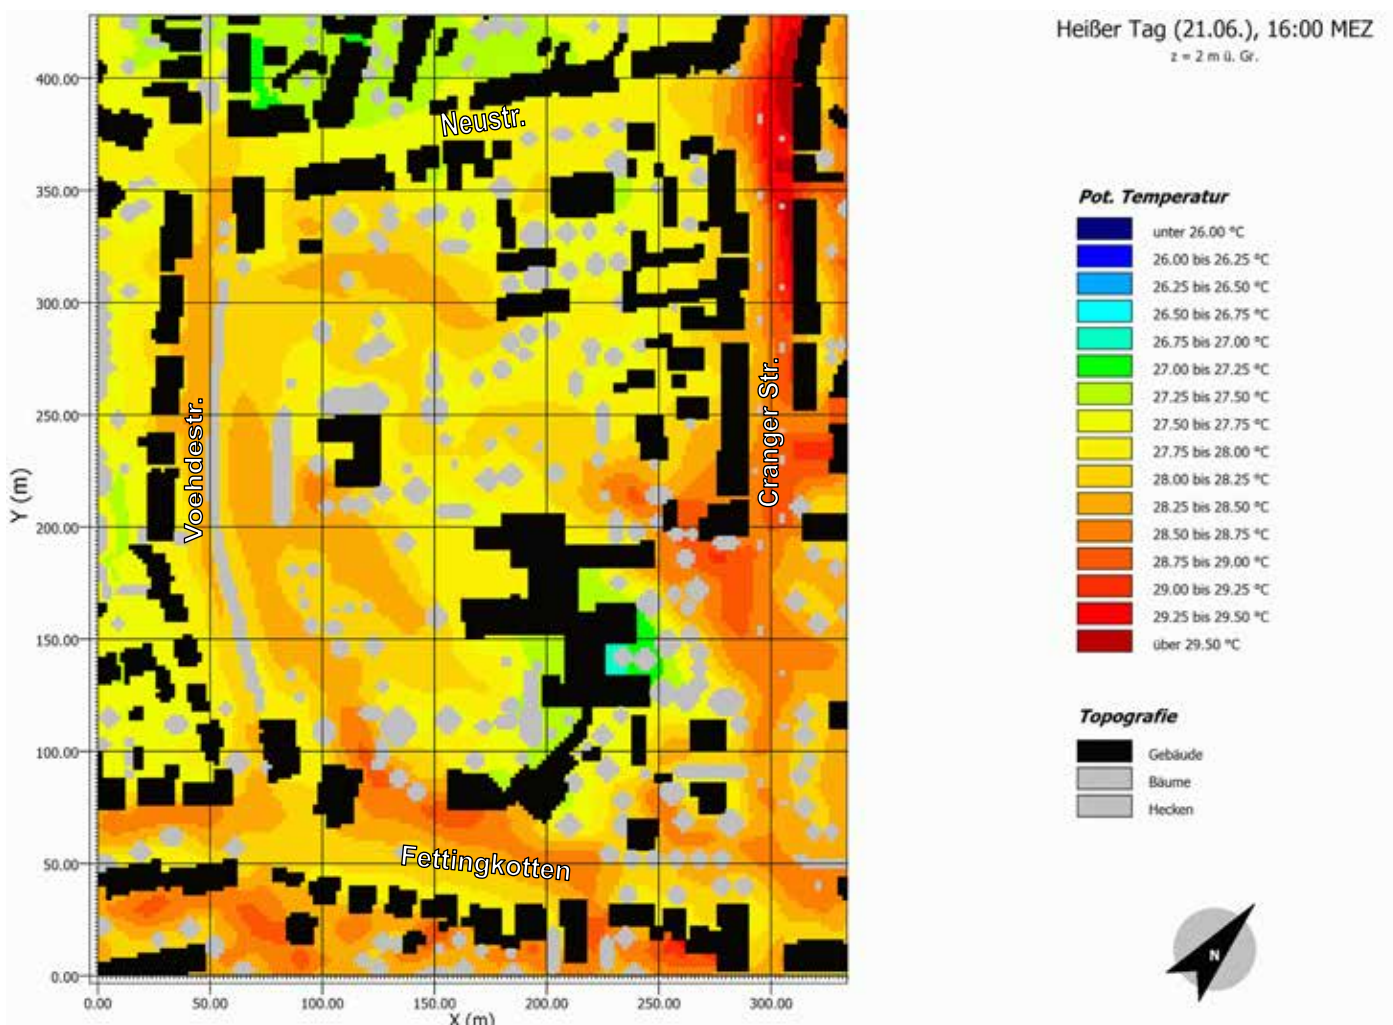 Heißer Tag (21.06.), 16:00 MEZ
z = 2 m ü. Gr.
400.00
350.00
300.00
250.00
200.00
150.00
100.00
50.00
0.00
Y (m)
0.00
50.00
100.00
150.00
200.00
250.00
300.00
X (m)
Neustr.
Voehdestr.
Cranger Str.
Fettingkotten
Pot. Temperatur
unter 26.00 °C
26.00 bis 26.25 °C
26.25 bis 26.50 °C
26.50 bis 26.75 °C
26.75 bis 27.00 °C
27.00 bis 27.25 °C
27.25 bis 27.50 °C
27.50 bis 27.75 °C
27.75 bis 28.00 °C
28.00 bis 28.25 °C
28.25 bis 28.50 °C
28.50 bis 28.75 °C
28.75 bis 29.00 °C
29.00 bis 29.25 °C
29.25 bis 29.50 °C
über 29.50 °C
Topografie
Gebäude
Bäume
Hecken
N